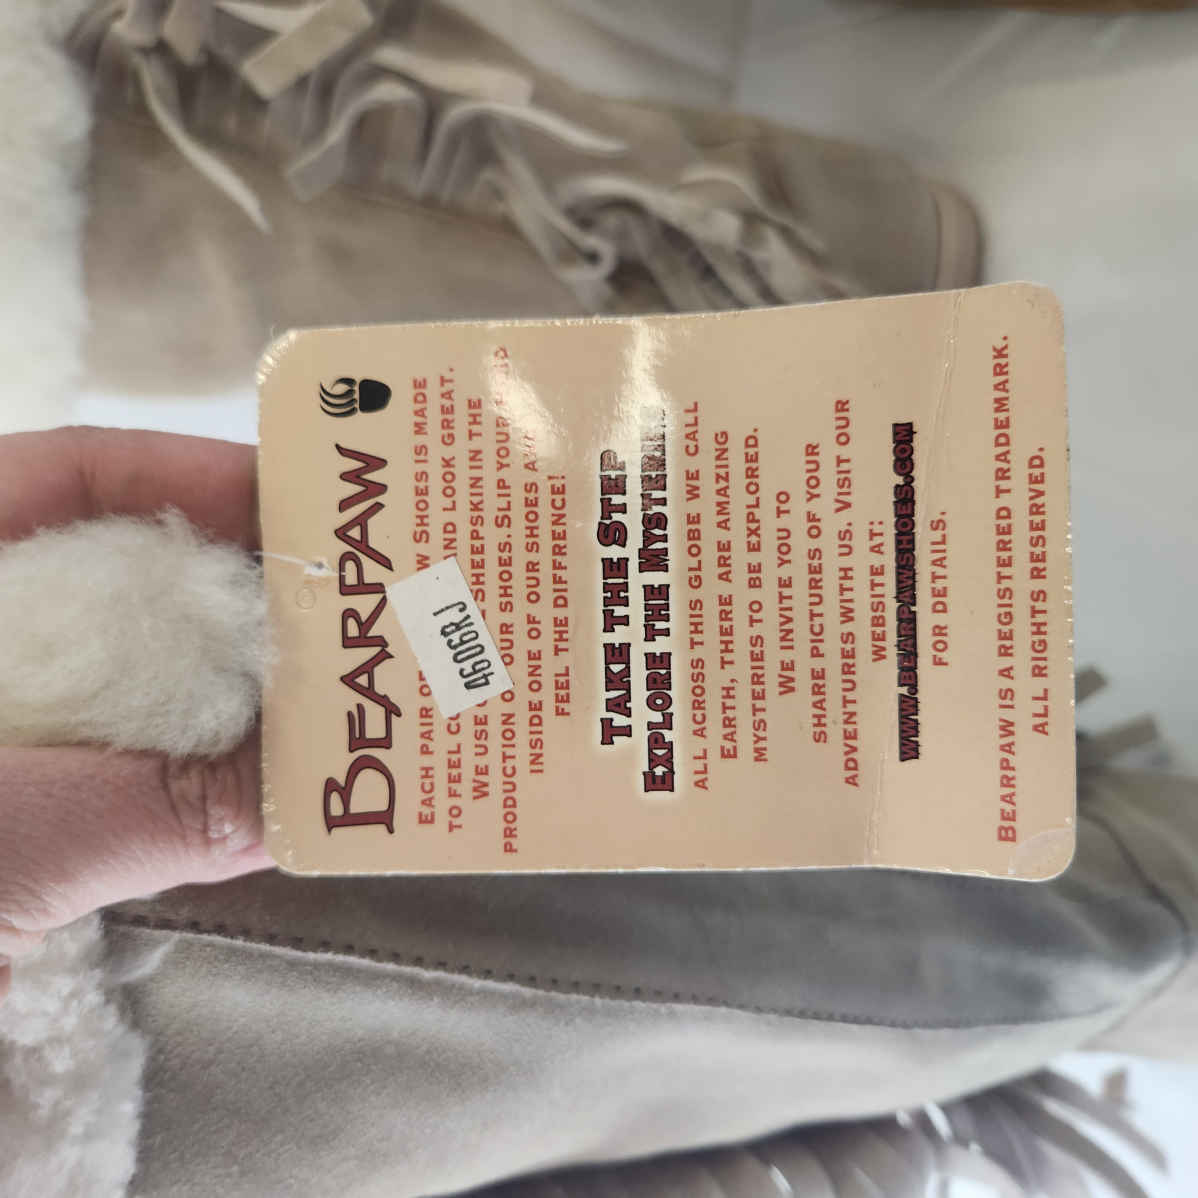 BEARPAW
EACH PAIR OF W SHOES IS MADE
TO FEEL AND LOOK GREAT.
WE USE SHEEPSKIN IN THE
PRODUCTION OUR SHOES. SLIP YOUR
INSIDE ONE OF OUR SHOES AND
FEEL THE DIFFRENCE!
4606RJ
TAKE THE STEP
EXPLORE THE MYSTERIES
ALL ACROSS THIS GLOBE WE CALL
EARTH, THERE ARE AMAZING
MYSTERIES TO BE EXPLORED.
WE INVITE YOU TO
SHARE PICTURES OF YOUR
ADVENTURES WITH US. VISIT OUR
WEBSITE AT:
WWW.BEARPAWSHOES.COM
FOR DETAILS.
BEARPAW IS A REGISTERED TRADEMARK.
ALL RIGHTS RESERVED.